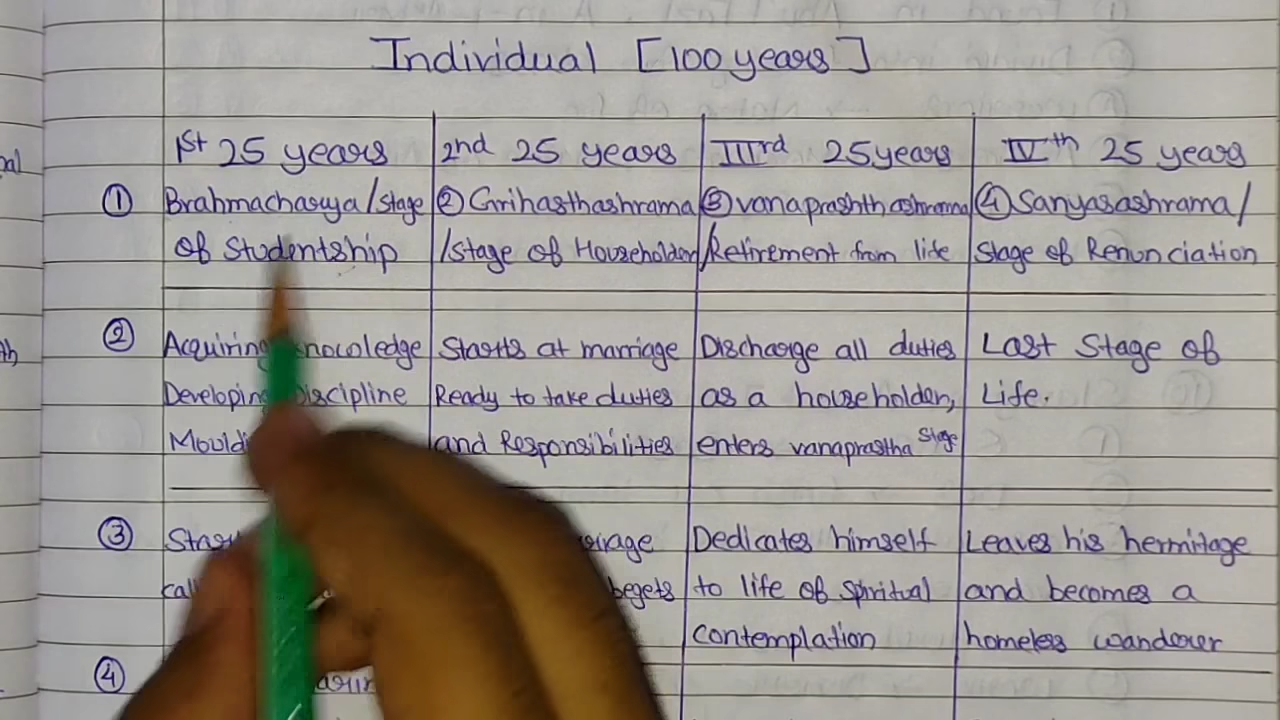 Individual [100 years]
1st 25 years
2nd 25 years
IIIrd 25 years
IVth 25 years
① Brahmacharya/Stage
of Studentship
② Grihasthashrama
/Stage of Householder
③ vanaprashthashrama
/Retirement from life
④ Sanyasashrama/
Stage of Renunciation
② Acquiring
Developing
Starts at marriage
Ready to take duties
and Responsibilities
Discharge all duties
as a householder,
enters vanaprastha stage
Last Stage of
Life.
③
begets
Dedicates himself
to life of spiritual
contemplation
Leaves his hermitage
and becomes a
homeless wanderer
④